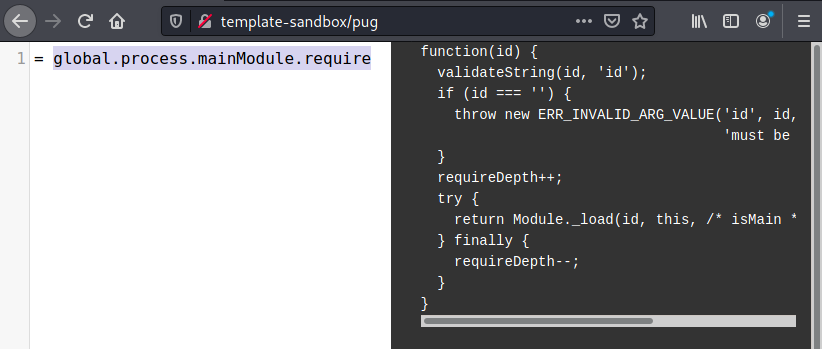 template-sandbox/pug
1 = global.process.mainModule.require
function(id) {
  validateString(id, 'id');
  if (id === '') {
    throw new ERR_INVALID_ARG_VALUE('id', id,
                                    'must be
  }
  requireDepth++;
  try {
    return Module._load(id, this, /* isMain *
  } finally {
    requireDepth--;
  }
}